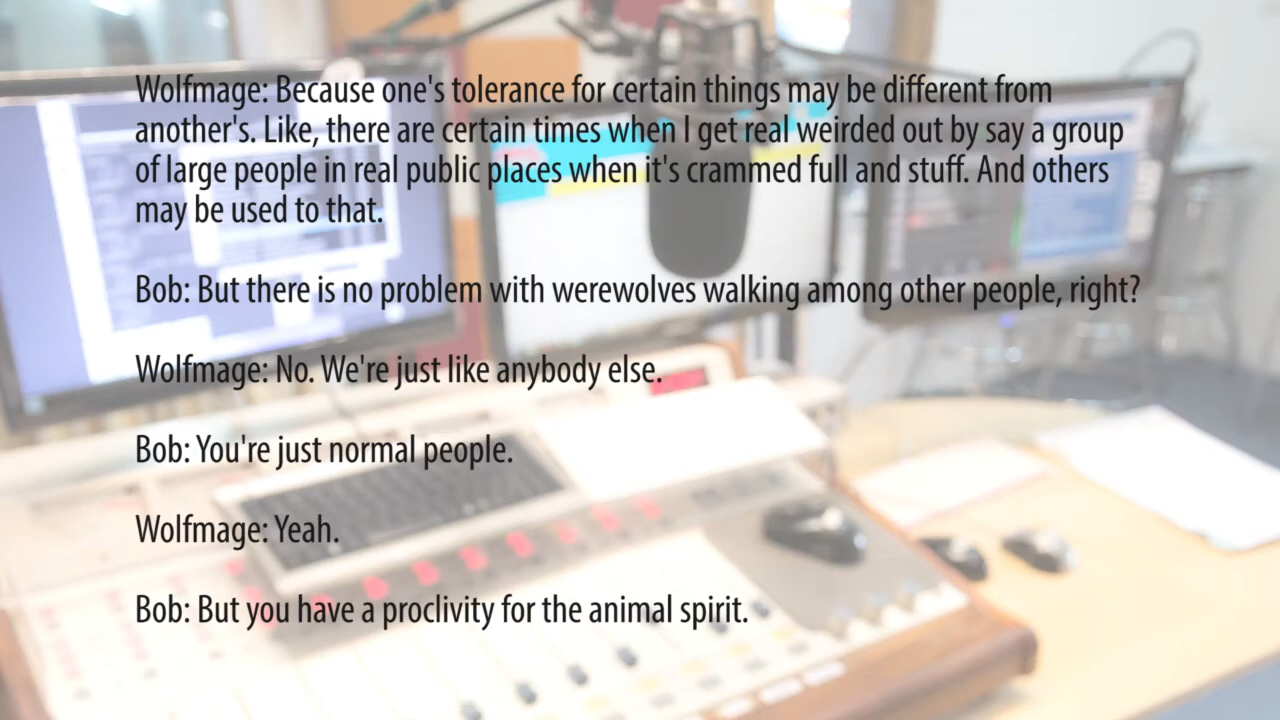 Wolfmage: Because one's tolerance for certain things may be different from
another's. Like, there are certain times when I get real weirded out by say a group
of large people in real public places when it's crammed full and stuff. And others
may be used to that.
Bob: But there is no problem with werewolves walking among other people, right?
Wolfmage: No. We're just like anybody else.
Bob: You're just normal people.
Wolfmage: Yeah.
Bob: But you have a proclivity for the animal spirit.